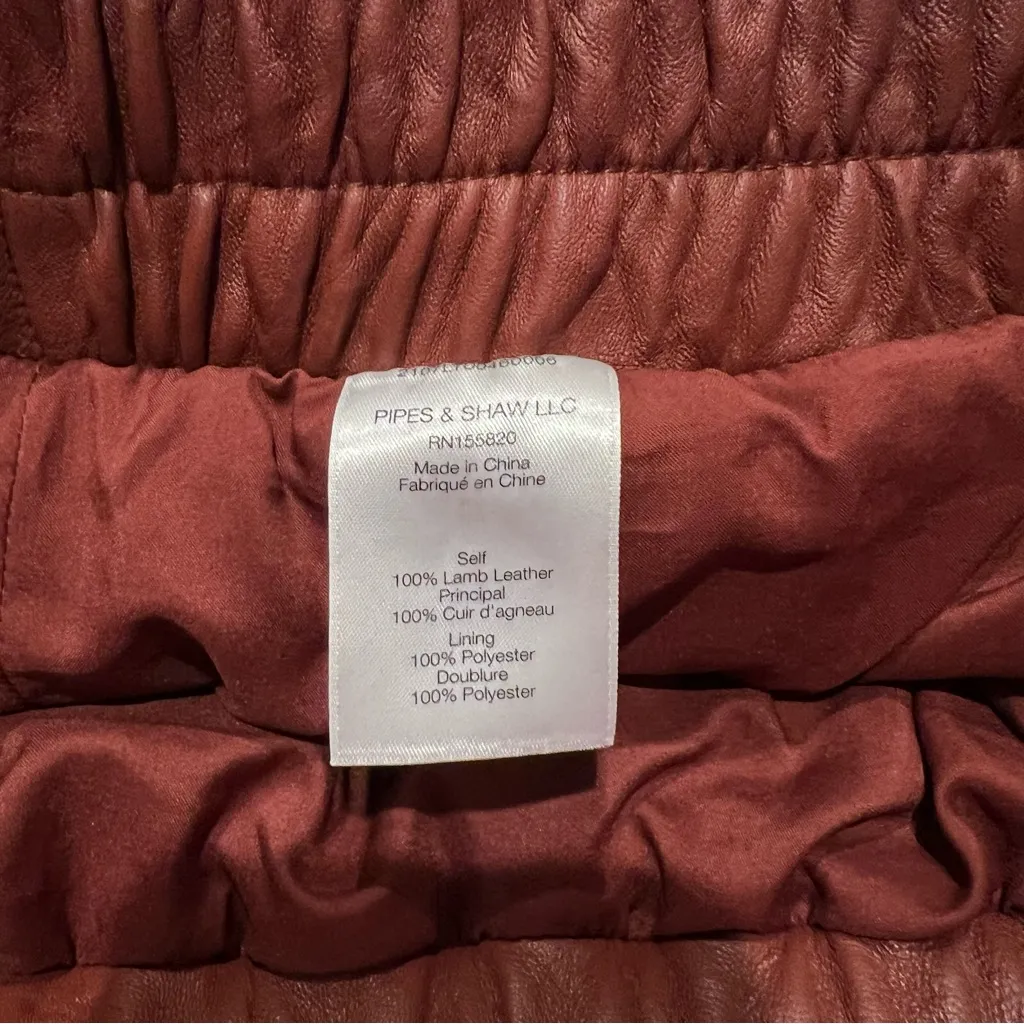 PIPES & SHAW LLC
RN155820
Made in China
Fabriqué en Chine
Self
100% Lamb Leather
Principal
100% Cuir d'agneau
Lining
100% Polyester
Doublure
100% Polyester